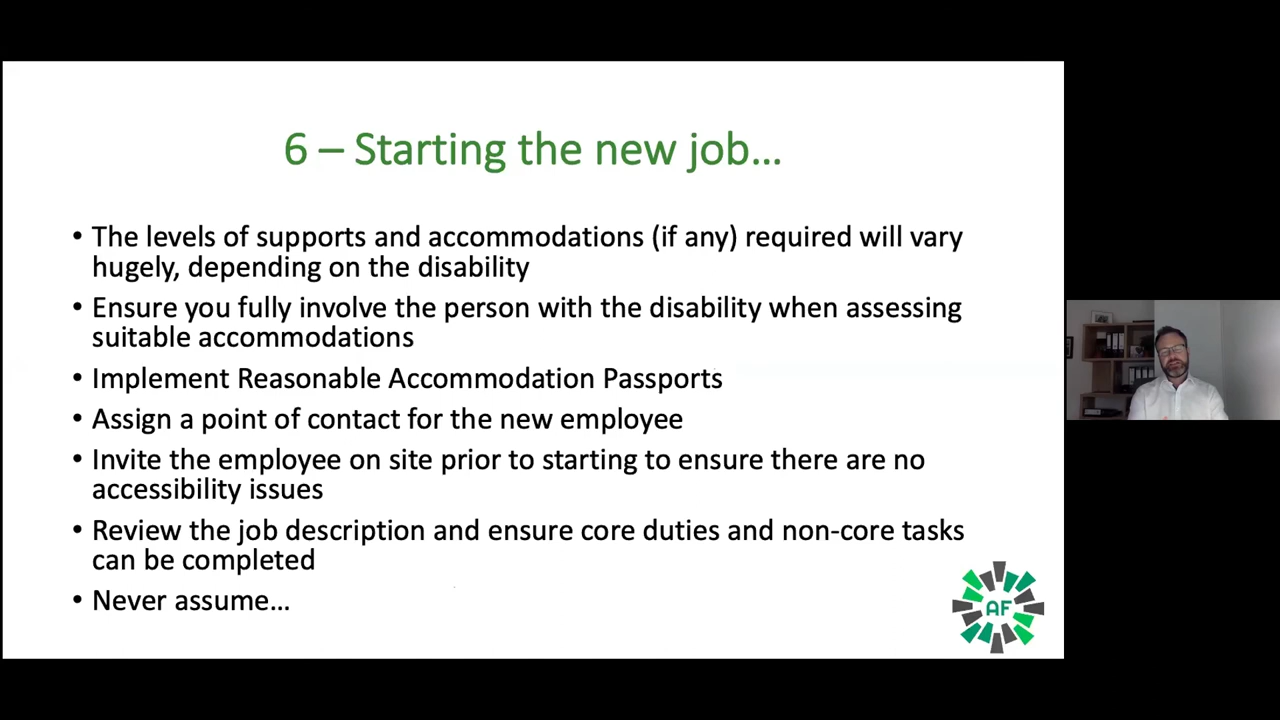 6 – Starting the new job...
• The levels of supports and accommodations (if any) required will vary
hugely, depending on the disability
• Ensure you fully involve the person with the disability when assessing
suitable accommodations
• Implement Reasonable Accommodation Passports
• Assign a point of contact for the new employee
• Invite the employee on site prior to starting to ensure there are no
accessibility issues
• Review the job description and ensure core duties and non-core tasks
can be completed
• Never assume...
AF